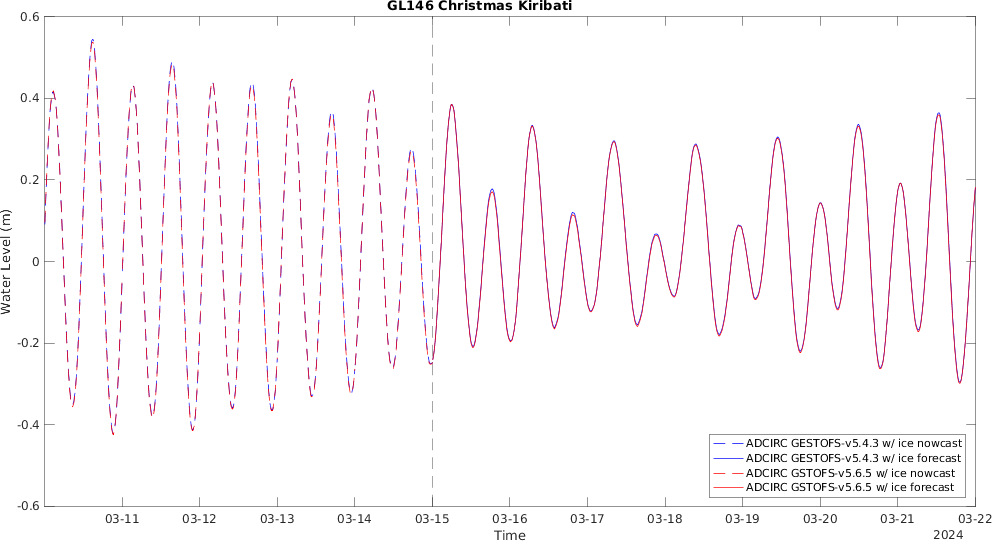 GL146 Christmas Kiribati
0.6
0.4
0.2
0
-0.2
-0.4
-0.6
Water Level (m)
03-11 03-12 03-13 03-14 03-15 03-16 03-17 03-18 03-19 03-20 03-21 03-22
Time
2024
ADCIRC GESTOFS-v5.4.3 w/ ice nowcast
ADCIRC GESTOFS-v5.4.3 w/ ice forecast
ADCIRC GSTOFS-v5.6.5 w/ ice nowcast
ADCIRC GSTOFS-v5.6.5 w/ ice forecast